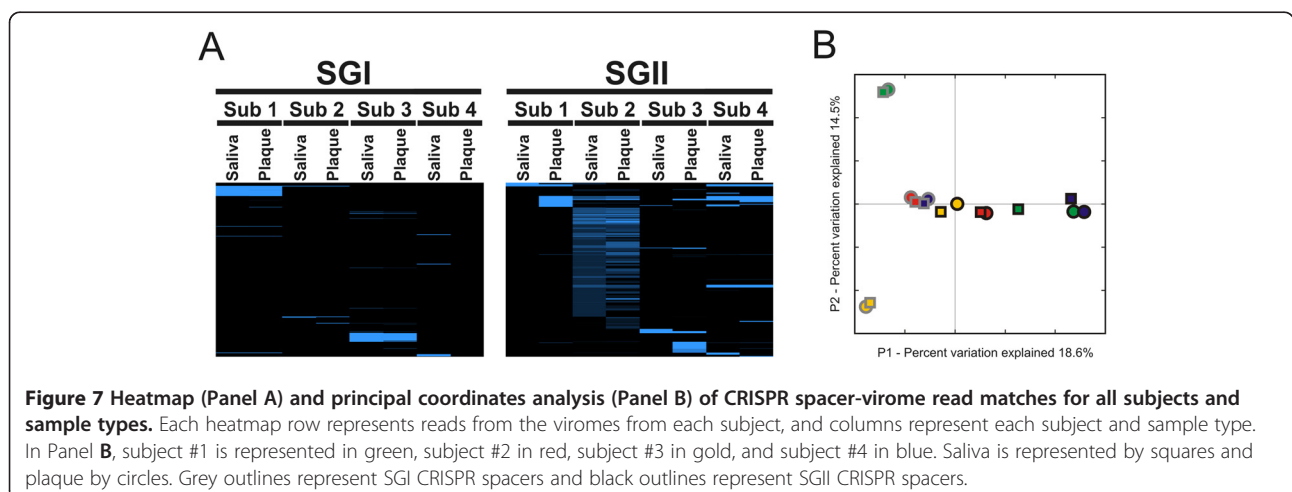 A
B
SGI
SGII
Sub 1 Sub 2 Sub 3 Sub 4
Sub 1 Sub 2 Sub 3 Sub 4
Saliva Plaque Saliva Plaque Saliva Plaque Saliva Plaque
Saliva Plaque Saliva Plaque Saliva Plaque Saliva Plaque
P2 - Percent variation explained 14.5%
P1 - Percent variation explained 18.6%
Figure 7 Heatmap (Panel A) and principal coordinates analysis (Panel B) of CRISPR spacer-virome read matches for all subjects and
sample types. Each heatmap row represents reads from the viromes from each subject, and columns represent each subject and sample type.
In Panel B, subject #1 is represented in green, subject #2 in red, subject #3 in gold, and subject #4 in blue. Saliva is represented by squares and
plaque by circles. Grey outlines represent SGI CRISPR spacers and black outlines represent SGII CRISPR spacers.